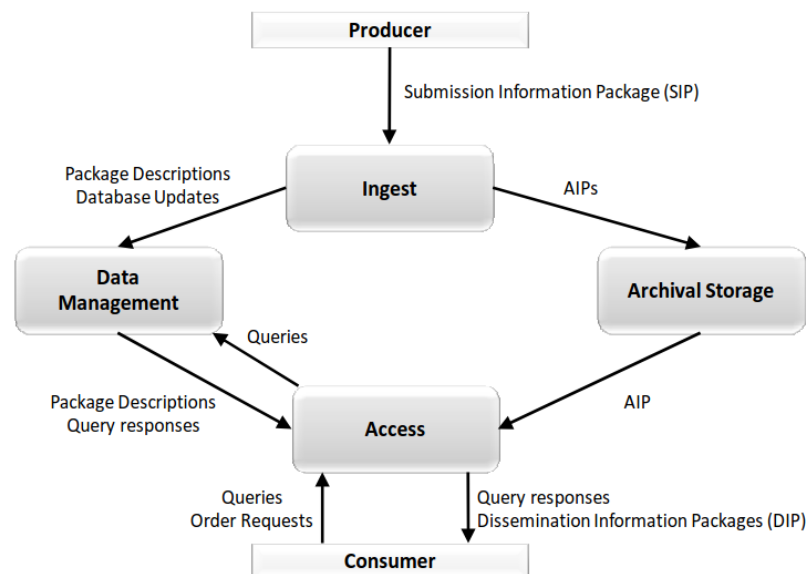 Producer
Submission Information Package (SIP)
Package Descriptions
Database Updates
Ingest
AIPs
Data
Management
Archival Storage
Queries
Package Descriptions
Query responses
Access
AIP
Queries
Order Requests
Query responses
Dissemination Information Packages (DIP)
Consumer